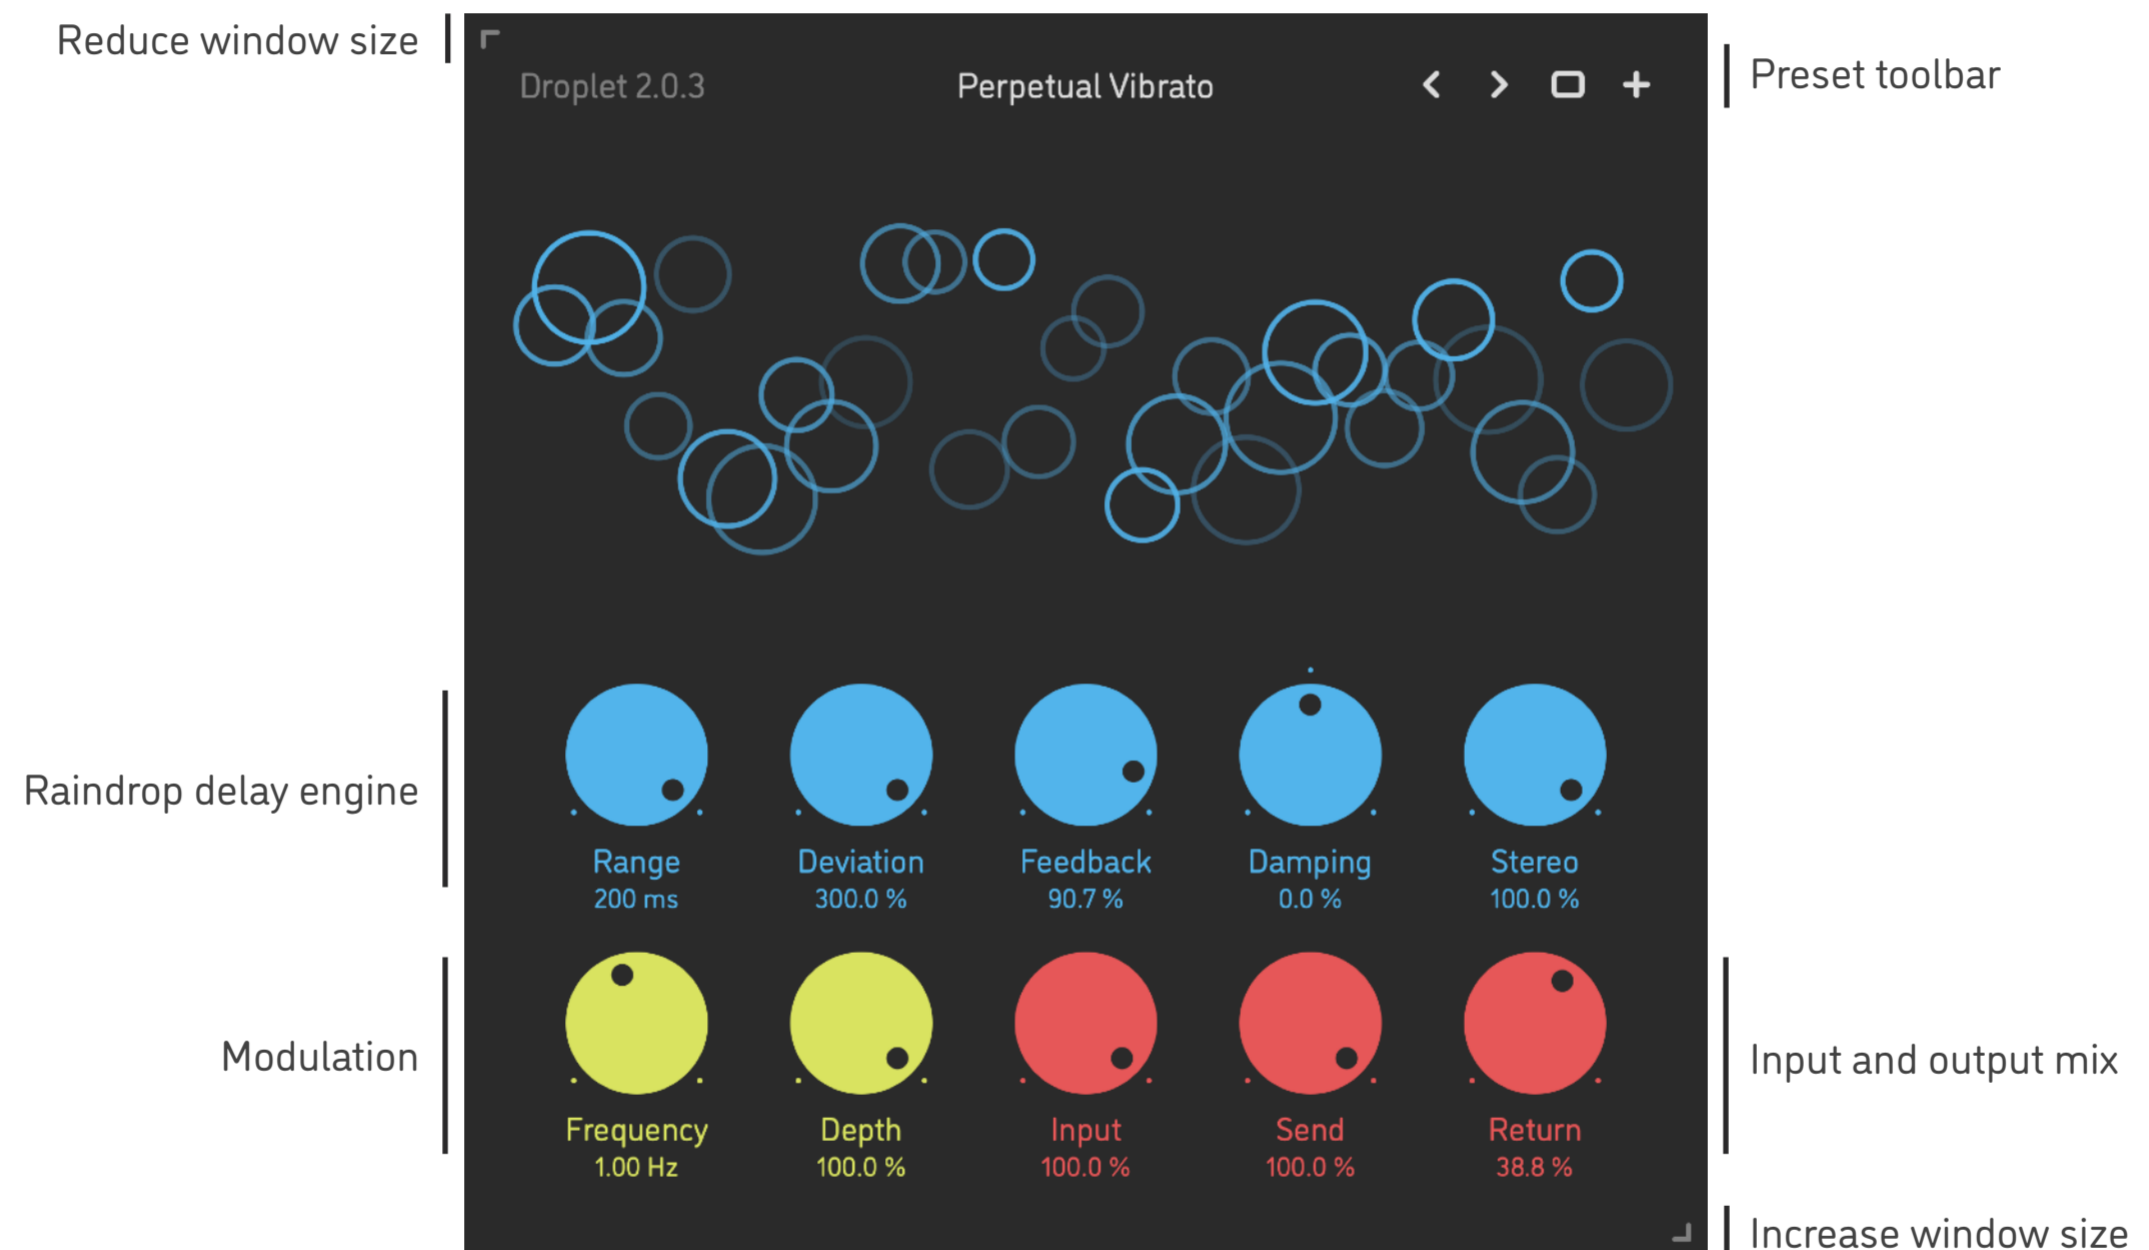 Reduce window size
Droplet 2.0.3
Perpetual Vibrato
Preset toolbar
Raindrop delay engine
Range
200 ms
Deviation
300.0 %
Feedback
90.7 %
Damping
0.0 %
Stereo
100.0 %
Modulation
Frequency
1.00 Hz
Depth
100.0 %
Input
100.0 %
Send
100.0 %
Return
38.8 %
Input and output mix
Increase window size